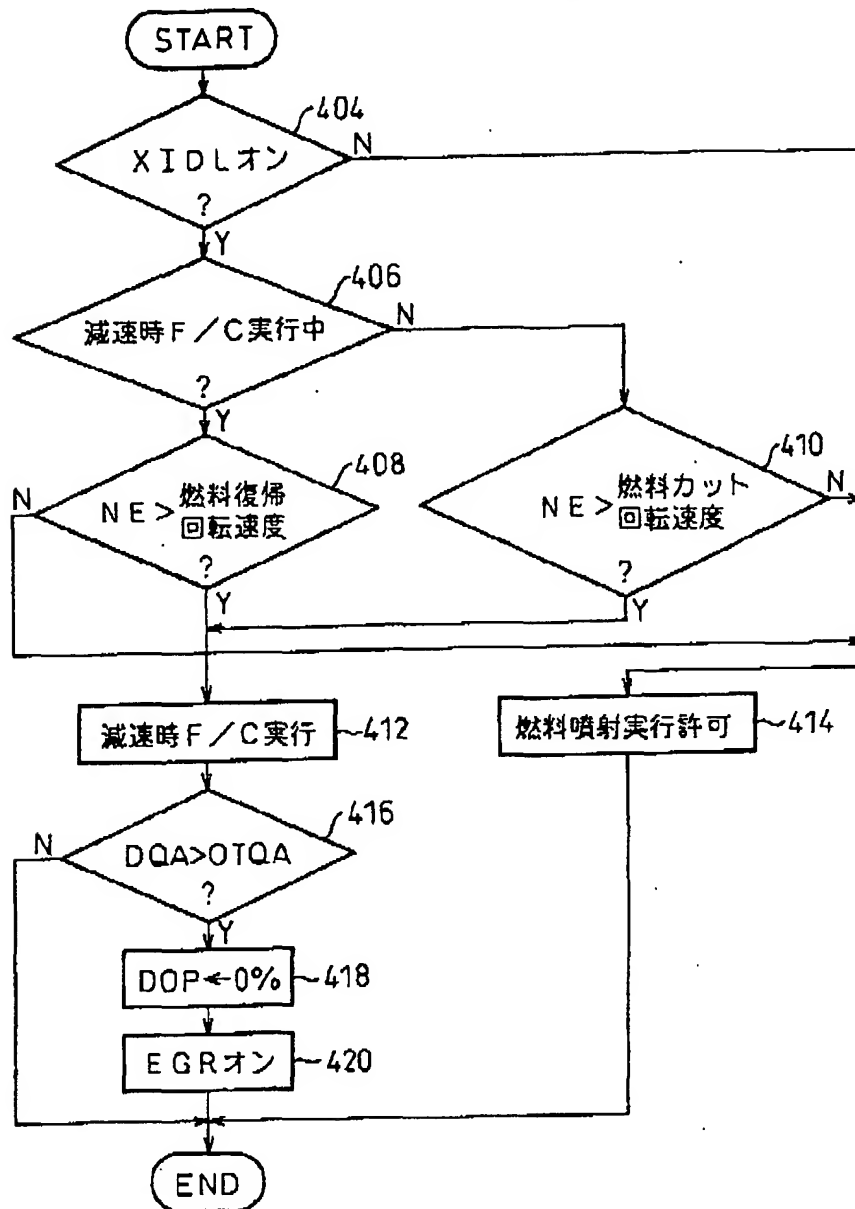 START
404
XIDLオン
?
N
Y
406
減速時F/C実行中
?
N
Y
408
NE>燃料復帰
回転速度
?
N
Y
410
NE>燃料カット
回転速度
?
N
Y
減速時F/C実行
412
燃料噴射実行許可
414
416
DQA>OTQA
?
N
Y
DOP←0%
418
EGRオン
420
END